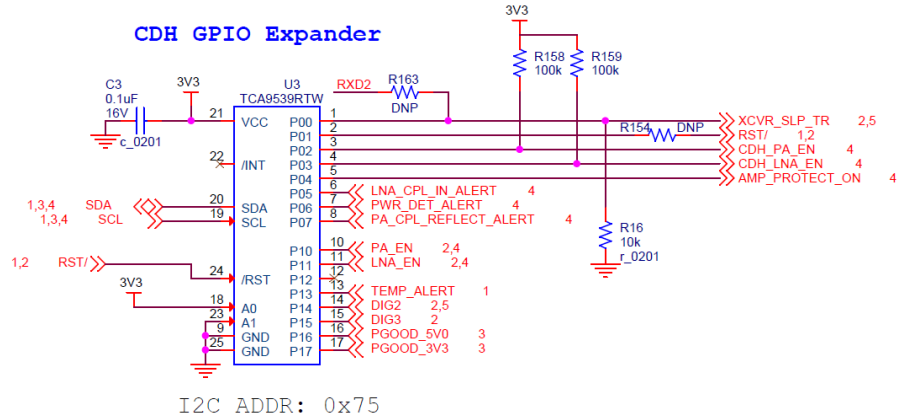 CDH GPIO Expander
3V3
R158
100k
R159
100k
C3
0.1uF
16V
c_0201
3V3
U3
TCA9539RTW
RXD2
R163
DNP
21 VCC
22 /INT
20 SDA
19 SCL
24 /RST
18 A0
23 A1
9 GND
25 GND
P00 1
P01 2
P02 3
P03 4
P04 5
P05 6
P06 7
P07 8
P10 10
P11 11
P12 12
P13 13
P14 14
P15 15
P16 16
P17 17
R154 DNP
XCVR_SLP_TR 2,5
RST/ 1,2
CDH_PA_EN 4
CDH_LNA_EN 4
AMP_PROTECT_ON 4
LNA_CPL_IN_ALERT 4
PWR_DET_ALERT 4
PA_CPL_REFLECT_ALERT 4
1,3,4 SDA
1,3,4 SCL
R16
10k
r_0201
PA_EN 2,4
LNA_EN 2,4
1,2 RST/
3V3
TEMP_ALERT 1
DIG2 2,5
DIG3 2
PGOOD_5V0 3
PGOOD_3V3 3
I2C ADDR: 0x75